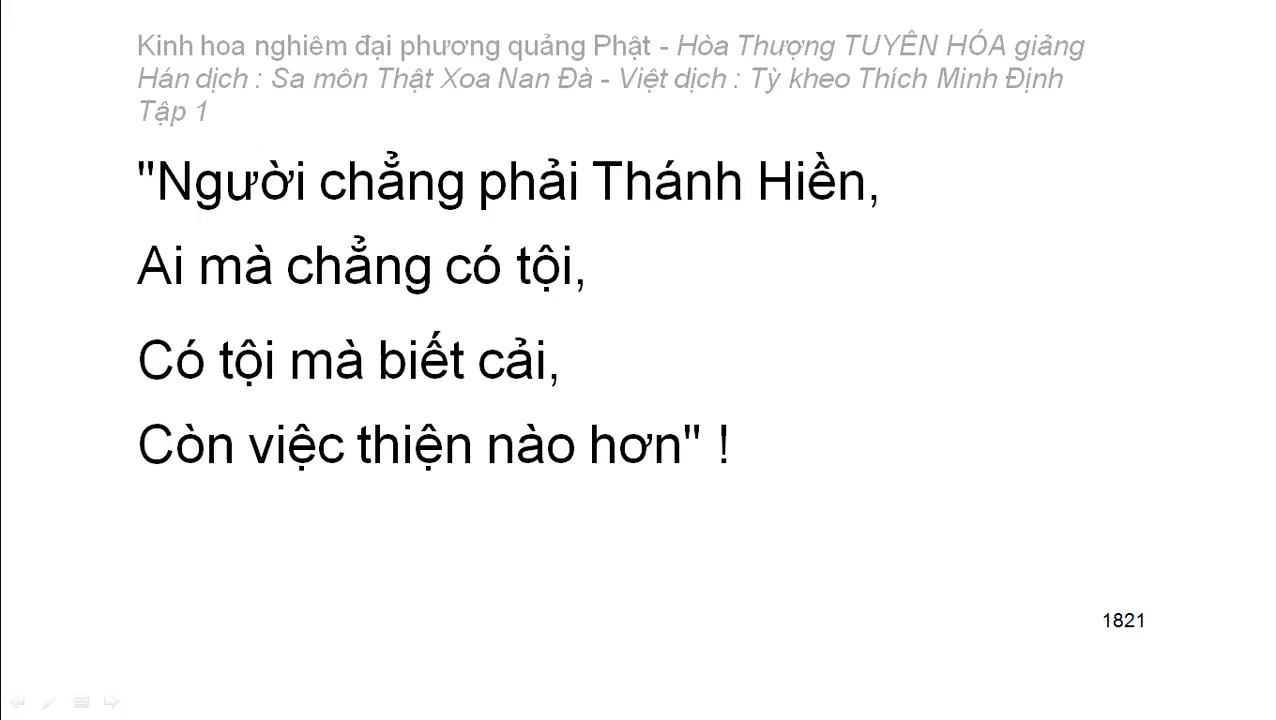 Kinh hoa nghiêm đại phương quảng Phật - Hòa Thượng TUYÊN HÓA giảng
Hán dịch : Sa môn Thật Xoa Nan Đà - Việt dịch : Tỳ kheo Thích Minh Định
Tập 1
"Người chẳng phải Thánh Hiền,
Ai mà chẳng có tội,
Có tội mà biết cải,
Còn việc thiện nào hơn" !
1821